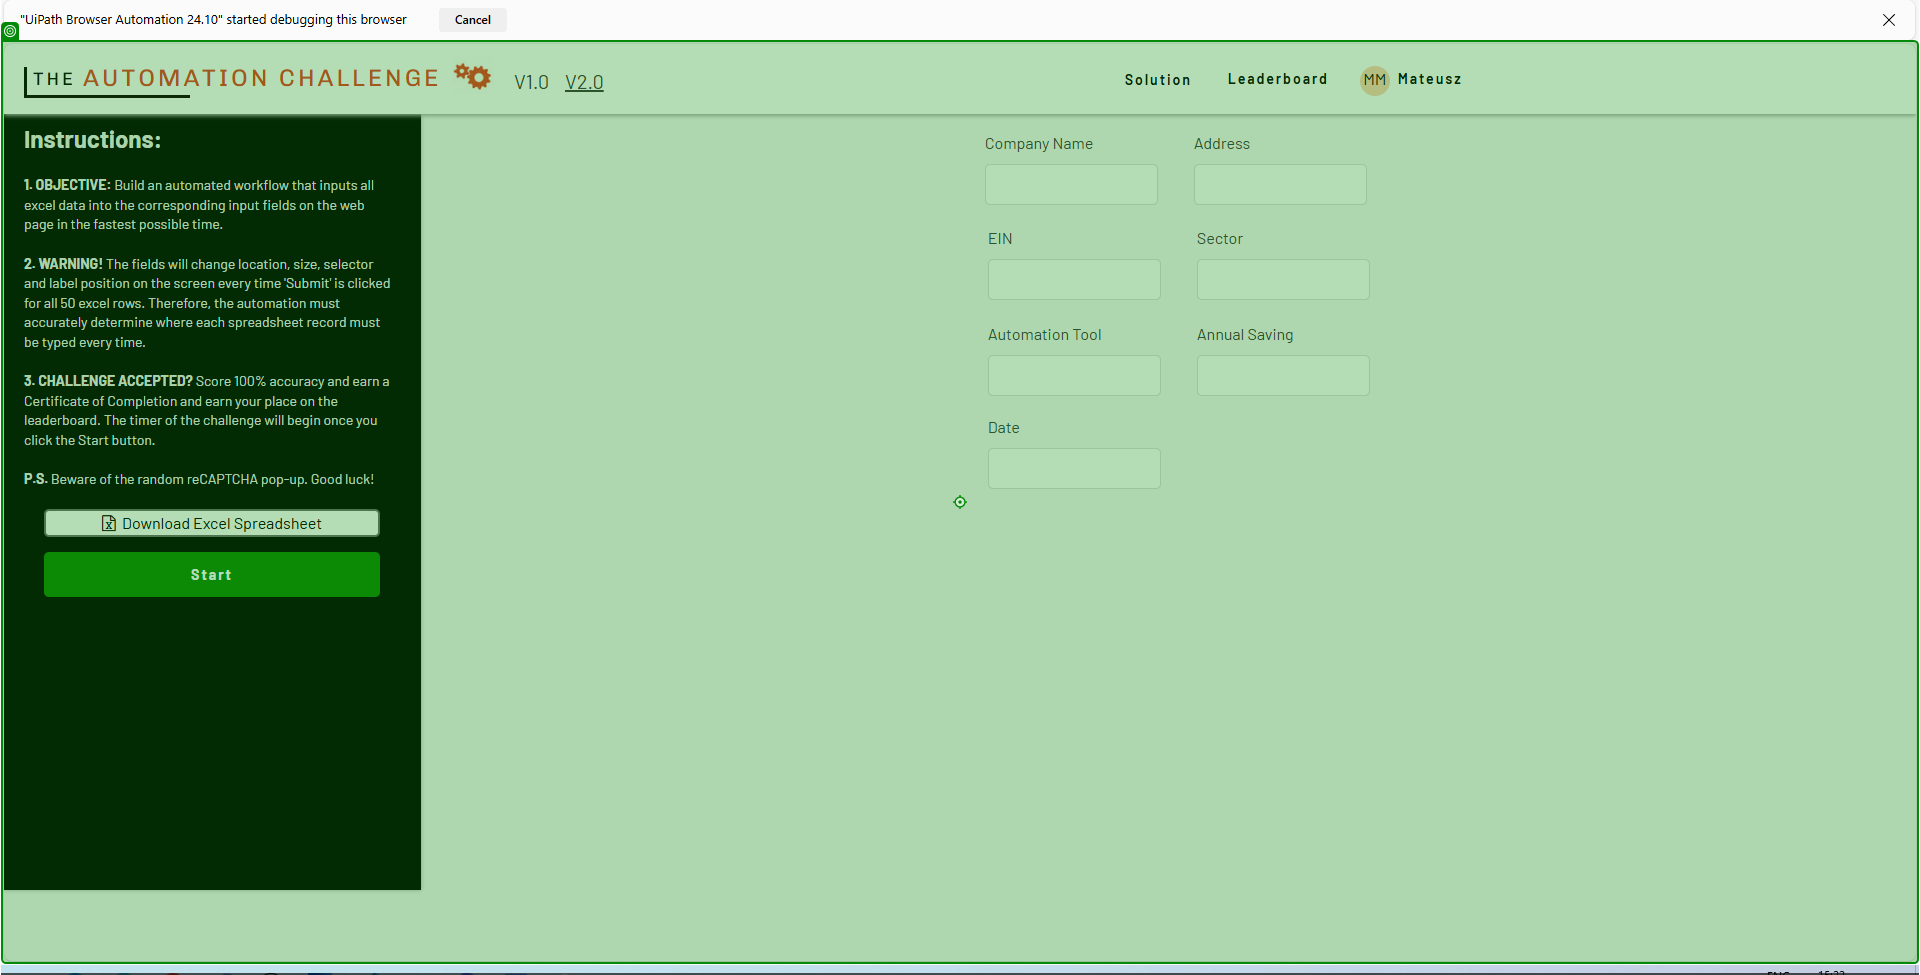 "UiPath Browser Automation 24.10" started debugging this browser
Cancel
THE AUTOMATION CHALLENGE
V1.0 V2.0
Solution
Leaderboard
MM Mateusz
Instructions:
1. OBJECTIVE: Build an automated workflow that inputs all
excel data into the corresponding input fields on the web
page in the fastest possible time.
2. WARNING! The fields will change location, size, selector
and label position on the screen every time 'Submit' is clicked
for all 50 excel rows. Therefore, the automation must
accurately determine where each spreadsheet record must
be typed every time.
3. CHALLENGE ACCEPTED? Score 100% accuracy and earn a
Certificate of Completion and earn your place on the
leaderboard. The timer of the challenge will begin once you
click the Start button.
P.S. Beware of the random reCAPTCHA pop-up. Good luck!
Download Excel Spreadsheet
Start
Company Name
Address
EIN
Sector
Automation Tool
Annual Saving
Date